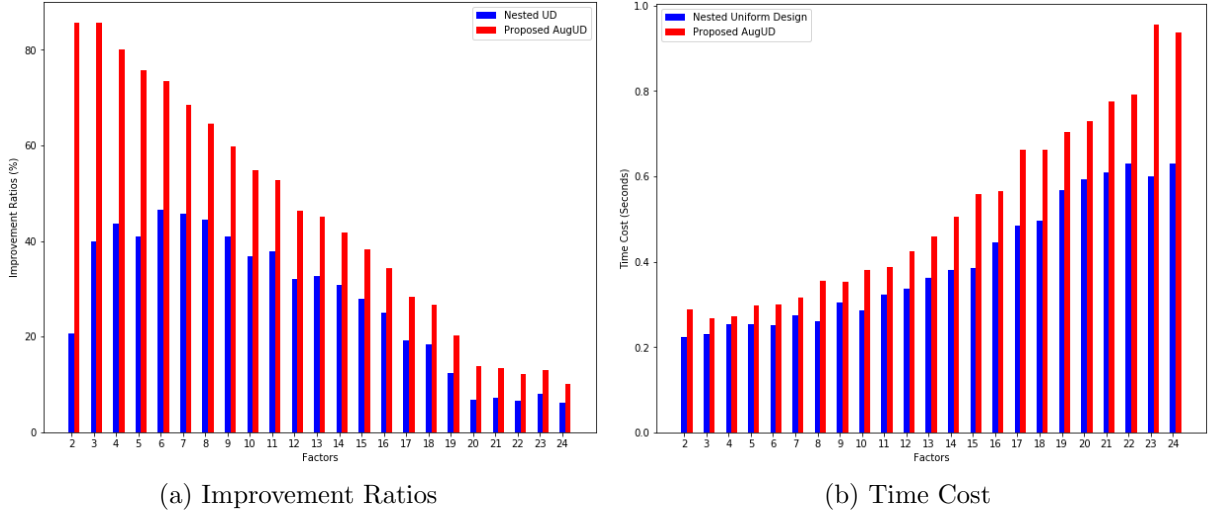 Nested UD
Proposed AugUD
Improvement Ratios (%)
80
60
40
20
0
2 3 4 5 6 7 8 9 10 11 12 13 14 15 16 17 18 19 20 21 22 23 24
Factors
(a) Improvement Ratios
Nested Uniform Design
Proposed AugUD
Time Cost (Seconds)
1.0
0.8
0.6
0.4
0.2
0.0
2 3 4 5 6 7 8 9 10 11 12 13 14 15 16 17 18 19 20 21 22 23 24
Factors
(b) Time Cost